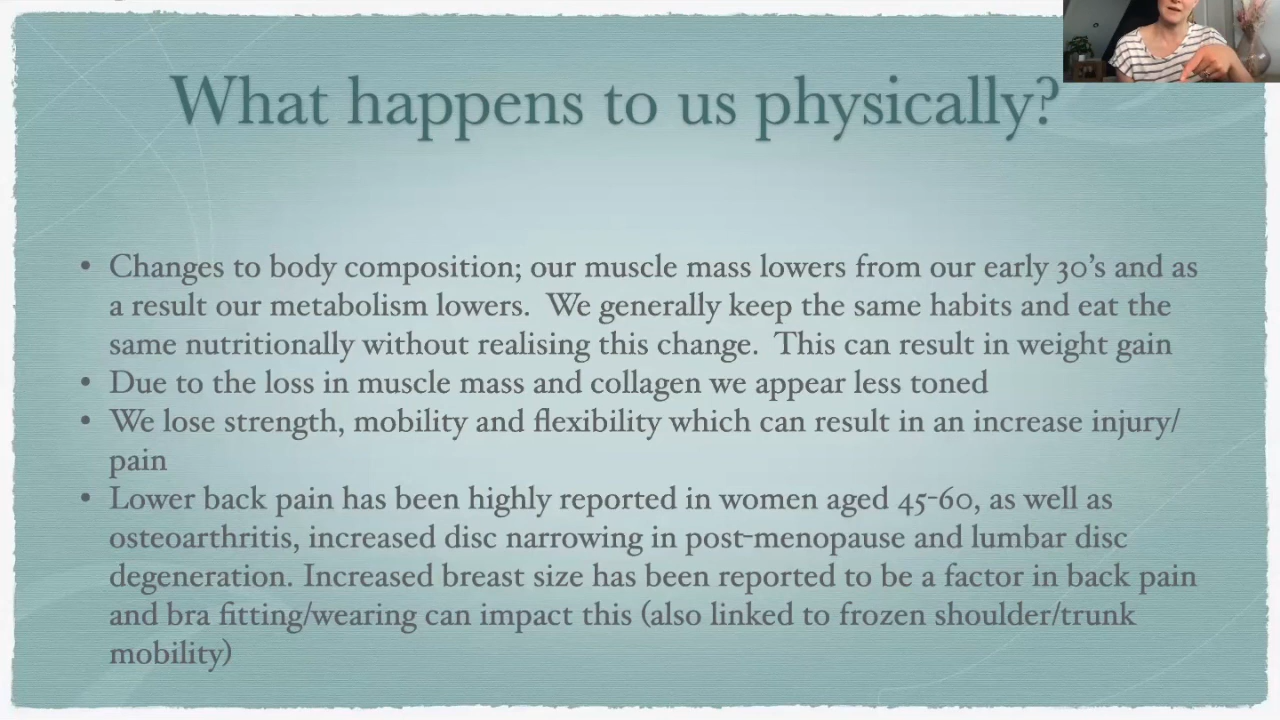 What happens to us physically?
• Changes to body composition; our muscle mass lowers from our early 30's and as
a result our metabolism lowers.  We generally keep the same habits and eat the
same nutritionally without realising this change.  This can result in weight gain
• Due to the loss in muscle mass and collagen we appear less toned
• We lose strength, mobility and flexibility which can result in an increase injury/
pain
• Lower back pain has been highly reported in women aged 45-60, as well as
osteoarthritis, increased disc narrowing in post-menopause and lumbar disc
degeneration. Increased breast size has been reported to be a factor in back pain
and bra fitting/wearing can impact this (also linked to frozen shoulder/trunk
mobility)